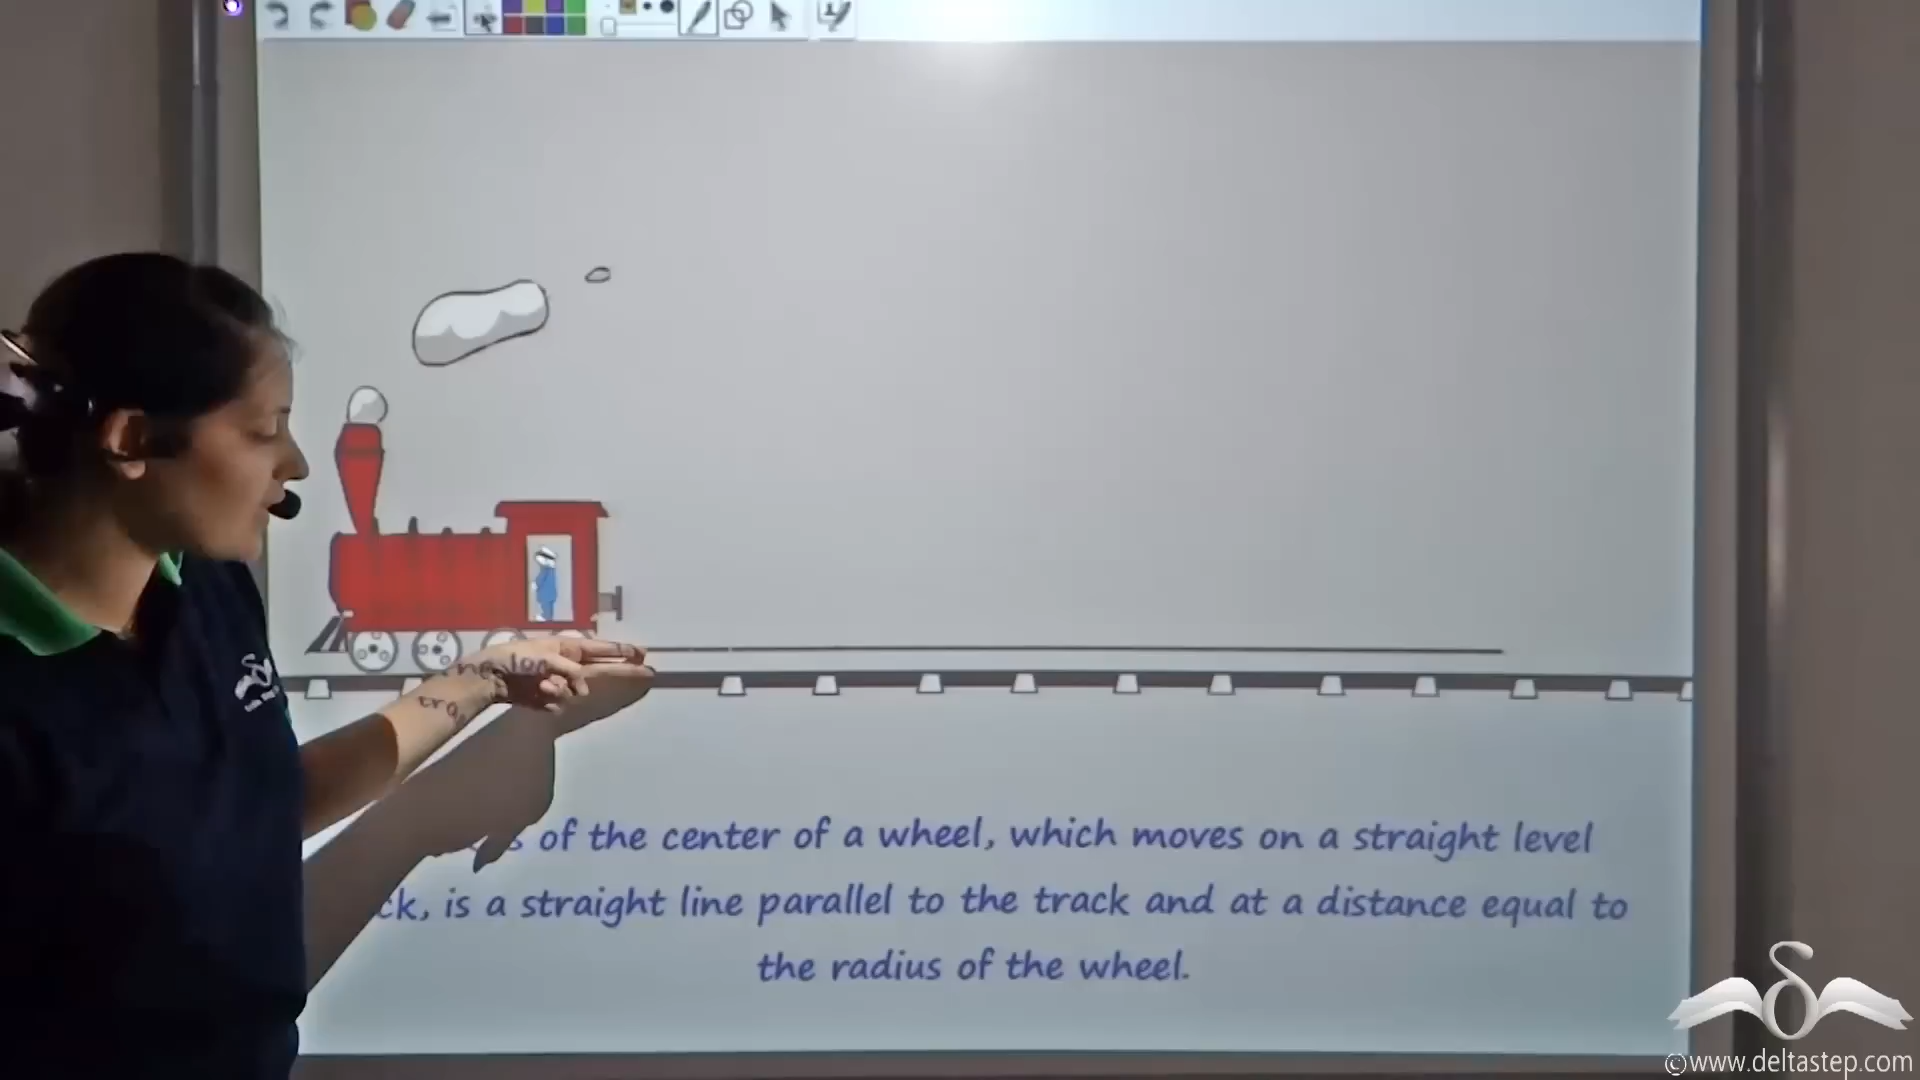 of the center of a wheel, which moves on a straight level
ck, is a straight line parallel to the track and at a distance equal to
the radius of the wheel.
©www.deltastep.com